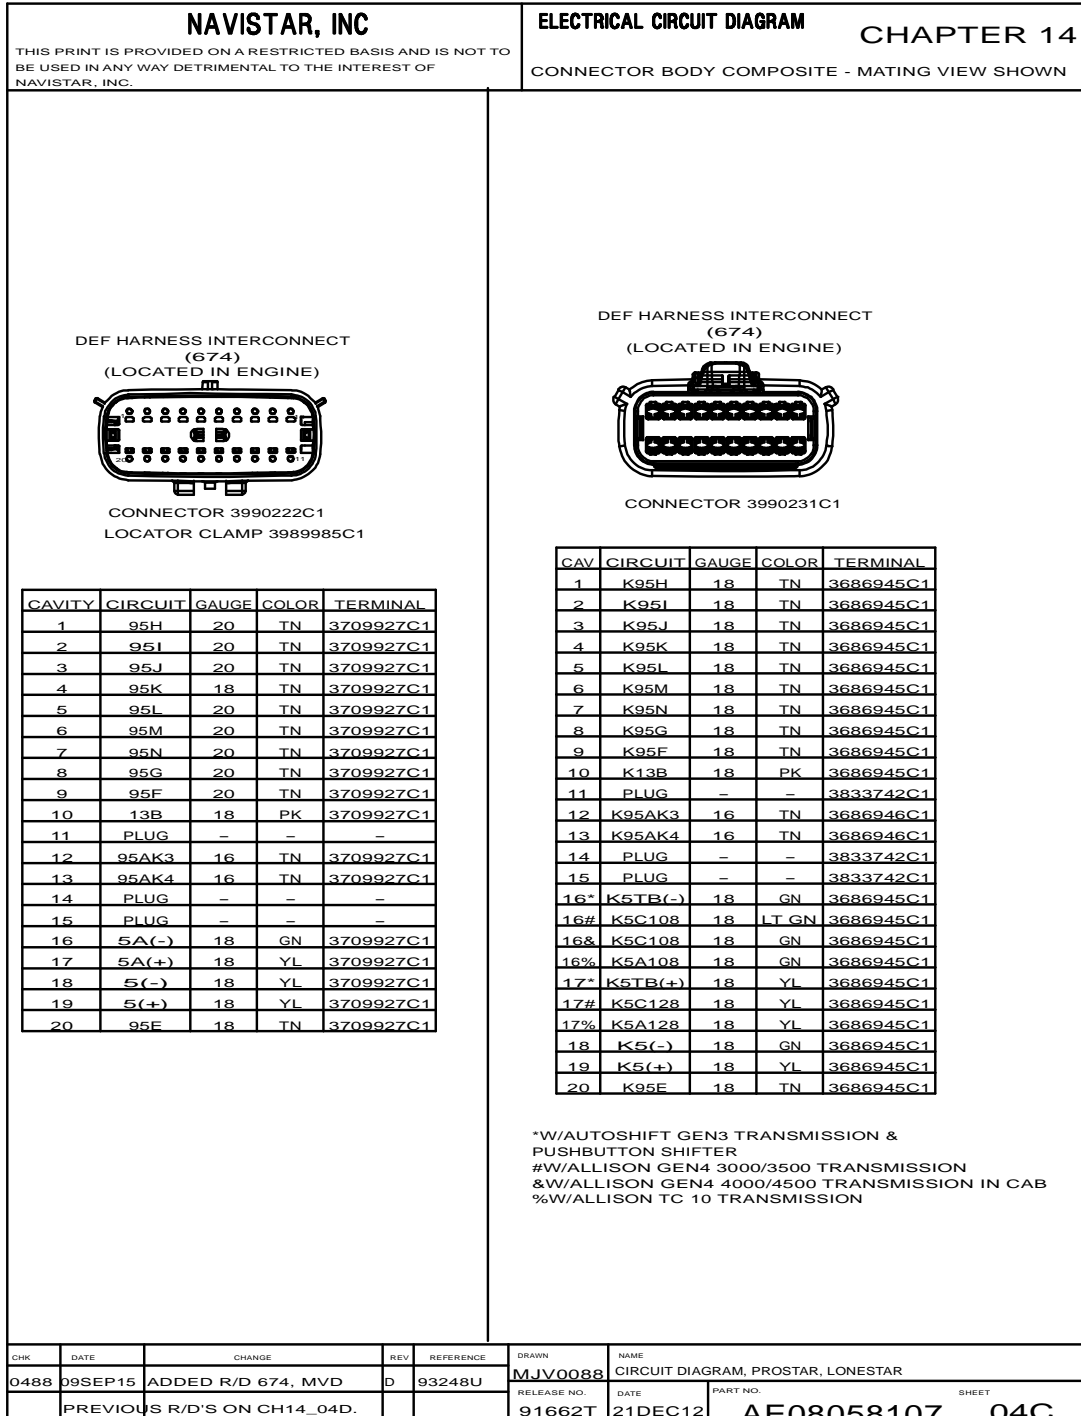 NAVISTAR, INC
THIS PRINT IS PROVIDED ON A RESTRICTED BASIS AND IS NOT TO
BE USED IN ANY WAY DETRIMENTAL TO THE INTEREST OF
NAVISTAR, INC.
ELECTRICAL CIRCUIT DIAGRAM
CHAPTER 14
CONNECTOR BODY COMPOSITE - MATING VIEW SHOWN
DEF HARNESS INTERCONNECT
(674)
(LOCATED IN ENGINE)
1
20
11
CONNECTOR 3990222C1
LOCATOR CLAMP 3989985C1
CAVITY CIRCUIT GAUGE COLOR TERMINAL
1 95H 20 TN 3709927C1
2 95I 20 TN 3709927C1
3 95J 20 TN 3709927C1
4 95K 18 TN 3709927C1
5 95L 20 TN 3709927C1
6 95M 20 TN 3709927C1
7 95N 20 TN 3709927C1
8 95G 20 TN 3709927C1
9 95F 20 TN 3709927C1
10 13B 18 PK 3709927C1
11 PLUG – – –
12 95AK3 16 TN 3709927C1
13 95AK4 16 TN 3709927C1
14 PLUG – – –
15 PLUG – – –
16 5A(-) 18 GN 3709927C1
17 5A(+) 18 YL 3709927C1
18 5(-) 18 YL 3709927C1
19 5(+) 18 YL 3709927C1
20 95E 18 TN 3709927C1
DEF HARNESS INTERCONNECT
(674)
(LOCATED IN ENGINE)
CONNECTOR 3990231C1
CAV CIRCUIT GAUGE COLOR TERMINAL
1 K95H 18 TN 3686945C1
2 K95I 18 TN 3686945C1
3 K95J 18 TN 3686945C1
4 K95K 18 TN 3686945C1
5 K95L 18 TN 3686945C1
6 K95M 18 TN 3686945C1
7 K95N 18 TN 3686945C1
8 K95G 18 TN 3686945C1
9 K95F 18 TN 3686945C1
10 K13B 18 PK 3686945C1
11 PLUG – – 3833742C1
12 K95AK3 16 TN 3686946C1
13 K95AK4 16 TN 3686946C1
14 PLUG – – 3833742C1
15 PLUG – – 3833742C1
16* K5TB(-) 18 GN 3686945C1
16# K5C108 18 LT GN 3686945C1
16& K5C108 18 GN 3686945C1
16% K5A108 18 GN 3686945C1
17* K5TB(+) 18 YL 3686945C1
17# K5C128 18 YL 3686945C1
17% K5A128 18 YL 3686945C1
18 K5(-) 18 GN 3686945C1
19 K5(+) 18 YL 3686945C1
20 K95E 18 TN 3686945C1
*W/AUTOSHIFT GEN3 TRANSMISSION &
PUSHBUTTON SHIFTER
#W/ALLISON GEN4 3000/3500 TRANSMISSION
&W/ALLISON GEN4 4000/4500 TRANSMISSION IN CAB
%W/ALLISON TC 10 TRANSMISSION
CHK DATE CHANGE REV REFERENCE
0488 09SEP15 ADDED R/D 674, MVD D 93248U
PREVIOUS R/D'S ON CH14_04D.
DRAWN NAME
MJV0088 CIRCUIT DIAGRAM, PROSTAR, LONESTAR
RELEASE NO. DATE PART NO. SHEET
91662T 21DEC12 AE08058107 04C